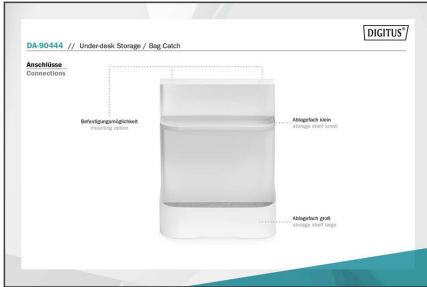 DIGITUS®
DA-90444 // Under-desk Storage / Bag Catch
Anschlüsse
Connections
Befestigungsmöglichkeit
mounting option
Ablagefach klein
storage shelf small
Ablagefach groß
storage shelf large